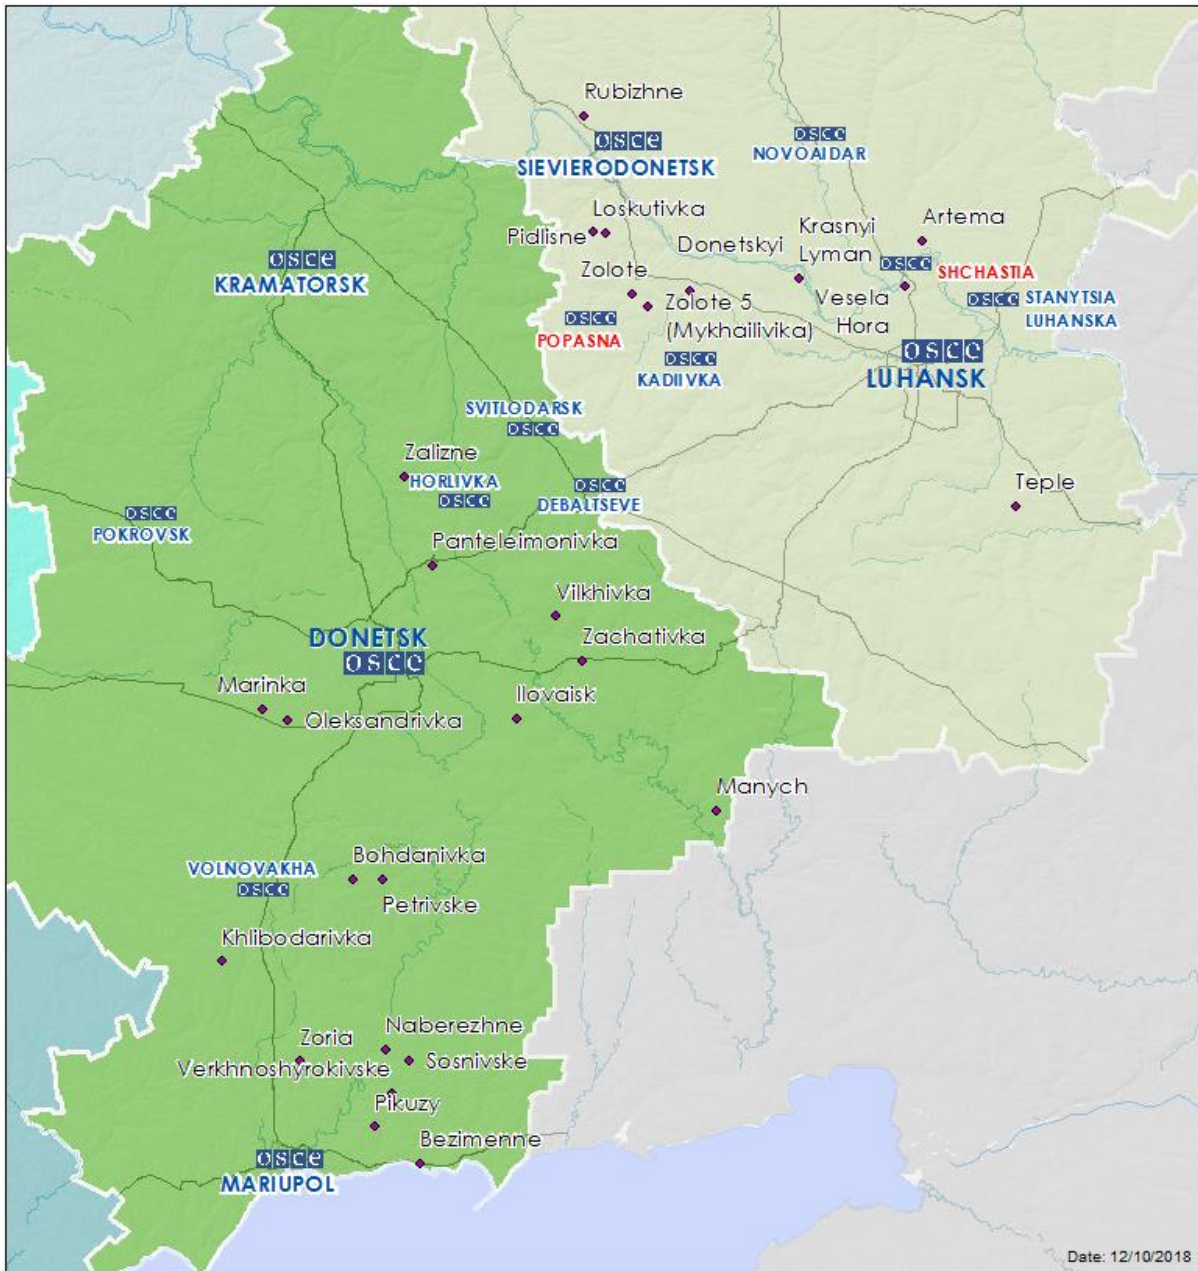 Rubizhne
osce
SIEVIERODONETSK
osce
NOVOAIDAR
Loskutivka
Pidlisne
Donetskyi
Krasnyi
Lyman
Artema
osce
SHCHASTIA
osce
KRAMATORSK
Zolote
Zolote 5
(Mykhailivika)
Vesela
Hora
osce
STANYTSIA
LUHANSKA
osce
POPASNA
osce
KADIIVKA
osce
LUHANSK
SVITLODARSK
osce
Zalizne
HORLIVKA
osce
osce
DEBALTSEVE
Teple
osce
POKROVSK
Panteleimonivka
Vilkhivka
DONETSK
osce
Zachativka
Marinka
Oleksandrivka
Ilovaisk
Manych
VOLNOVAKHA
osce
Bohdanivka
Petrivske
Khlibodarivka
Zoria
Naberezhne
Verkhnoshyrokivske
Sosnivske
Pikuzy
Bezimenne
osce
MARIUPOL
Date: 12/10/2018